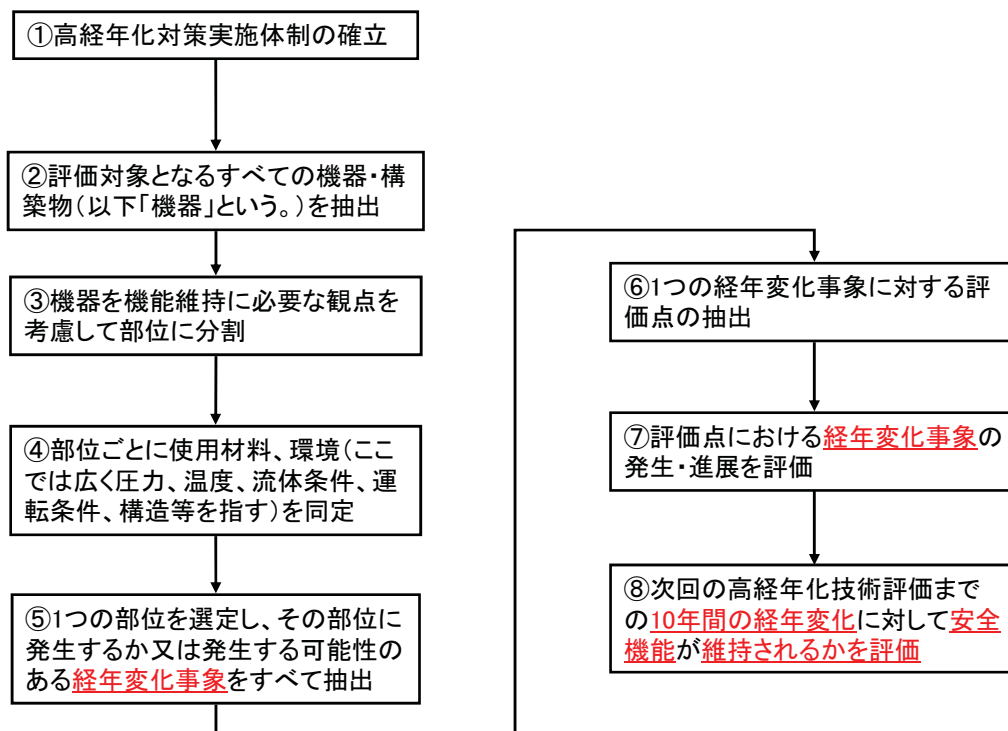 ①高経年化対策実施体制の確立
②評価対象となるすべての機器・構
築物(以下「機器」という。)を抽出
③機器を機能維持に必要な観点を
考慮して部位に分割
④部位ごとに使用材料、環境(ここ
では広く圧力、温度、流体条件、運
転条件、構造等を指す)を同定
⑤1つの部位を選定し、その部位に
発生するか又は発生する可能性の
ある経年変化事象をすべて抽出
⑥1つの経年変化事象に対する評
価点の抽出
⑦評価点における経年変化事象の
発生・進展を評価
⑧次回の高経年化技術評価まで
の10年間の経年変化に対して安全
機能が維持されるかを評価